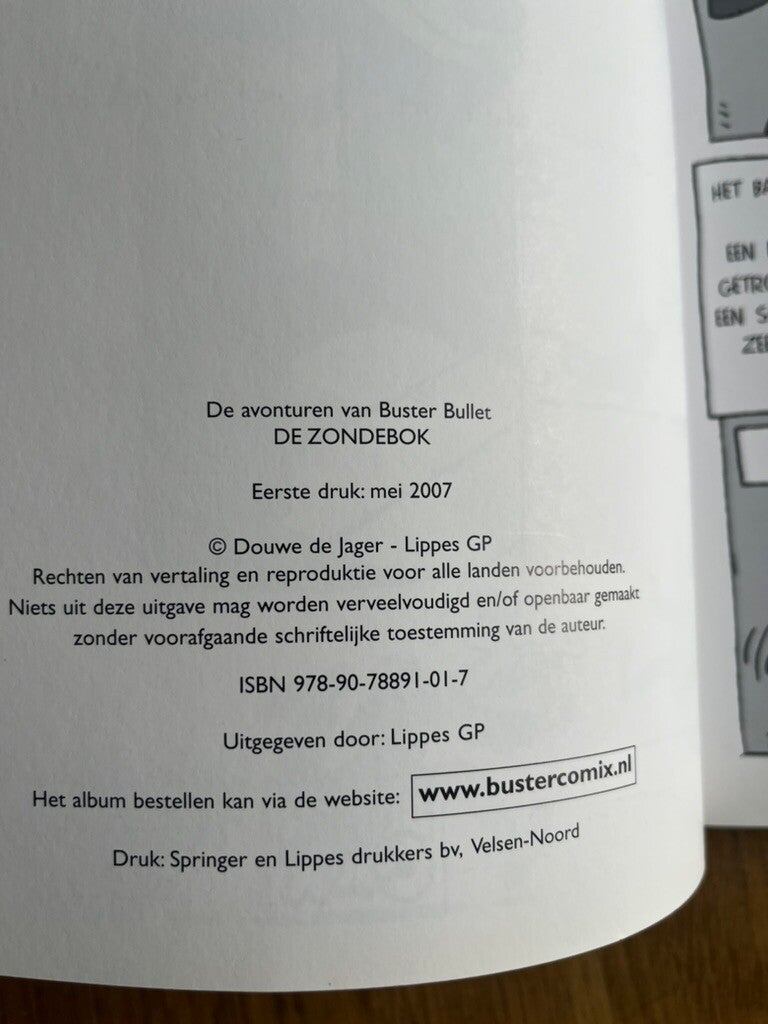 De avonturen van Buster Bullet
DE ZONDEBOK
Eerste druk: mei 2007
© Douwe de Jager - Lippes GP
Rechten van vertaling en reproduktie voor alle landen voorbehouden.
Niets uit deze uitgave mag worden verveelvoudigd en/of openbaar gemaakt
zonder voorafgaande schriftelijke toestemming van de auteur.
ISBN 978-90-78891-01-7
Uitgegeven door: Lippes GP
Het album bestellen kan via de website: www.bustercomix.nl
Druk: Springer en Lippes drukkers bv, Velsen-Noord
HET
EEN
EEN